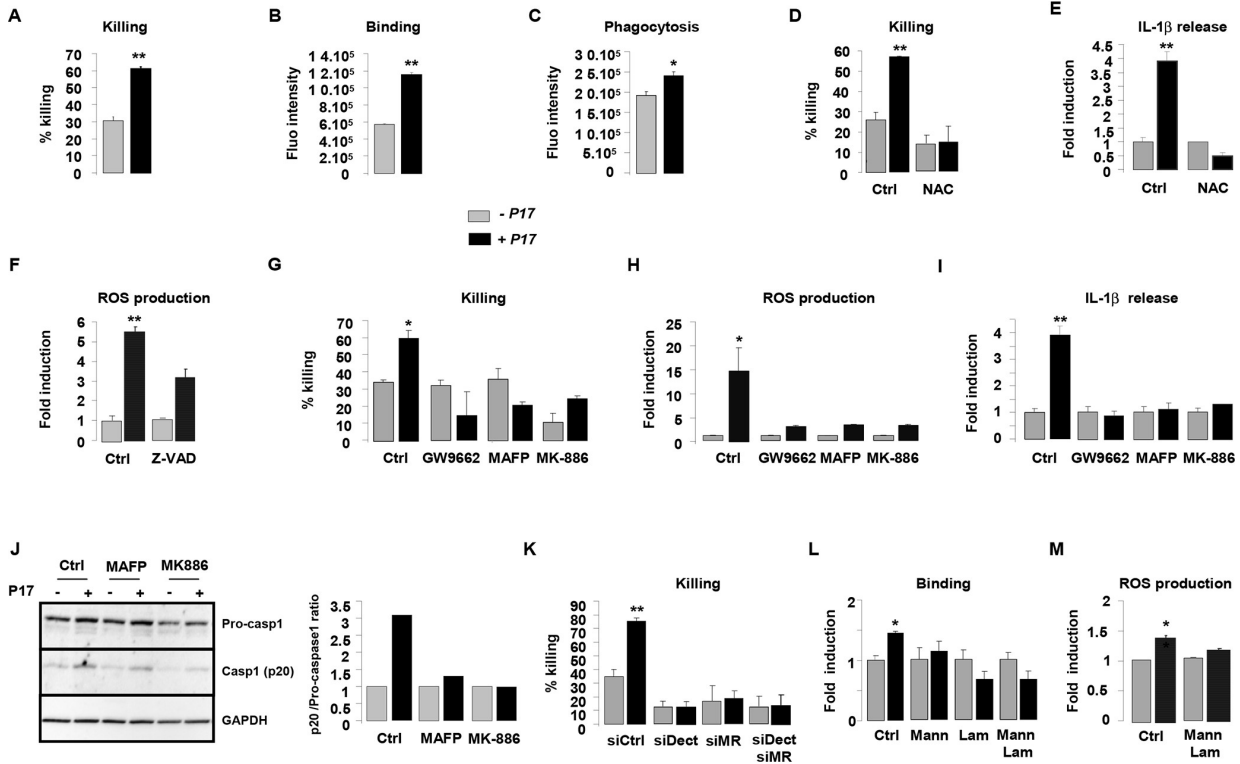 A
Killing
% killing
70
60
50
40
30
20
10
0
**
B
Binding
Fluo intensity
1 4.10⁵
1 2.10⁵
1 0.10⁵
8.10⁵
6.10⁵
4.10⁵
2.10⁵
0
**
C
Phagocytosis
Fluo intensity
3 0.10⁵
2 5.10⁵
2 0.10⁵
1 5.10⁵
1 0.10⁵
5.10⁵
0
*
D
Killing
% killing
60
50
40
30
20
10
0
**
Ctrl NAC
E
IL-1β release
Fold induction
4.5
4
3.5
3
2.5
2
1.5
1
0.5
0
**
Ctrl NAC
- P17
+ P17
F
ROS production
Fold induction
6
5
4
3
2
1
0
**
Ctrl Z-VAD
G
Killing
% killing
70
60
50
40
30
20
10
0
*
Ctrl GW9662 MAFP MK-886
H
ROS production
Fold induction
25
20
15
10
5
0
*
Ctrl GW9662 MAFP MK-886
I
IL-1β release
Fold induction
4
3
2
1
0
**
Ctrl GW9662 MAFP MK-886
J
Ctrl MAFP MK886
P17 - + - + - +
Pro-casp1
Casp1 (p20)
GAPDH
p20 /Pro-caspase1 ratio
3.5
3
2.5
2
1.5
1
0.5
0
Ctrl MAFP MK-886
K
Killing
% killing
90
80
70
60
50
40
30
20
10
0
**
siCtrl siDect siMR siDect
siMR
L
Binding
Fold induction
2
1.5
1
0.5
0
*
Ctrl Mann Lam Mann
Lam
M
ROS production
Fold induction
2
1.5
1
0.5
0
*
Ctrl Mann
Lam